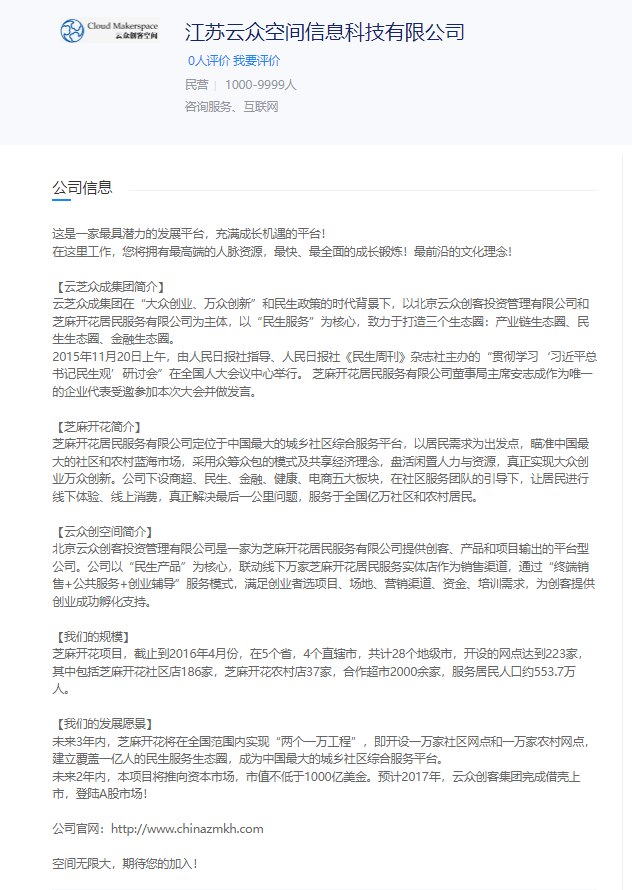 Cloud Makerspace
云众创客空间
江苏云众空间信息科技有限公司
0人评价 我要评价
民营 | 1000-9999人
咨询服务、互联网
公司信息
这是一家最具潜力的发展平台，充满成长机遇的平台！
在这里工作，您将拥有最高端的人脉资源，最快、最全面的成长锻炼！最前沿的文化理念！
【云芝众成集团简介】
云芝众成集团在“大众创业、万众创新”和民生政策的时代背景下，以北京云众创客投资管理有限公司和
芝麻开花居民服务有限公司为主体，以“民生服务”为核心，致力于打造三个生态圈：产业链生态圈、民
生生态圈、金融生态圈。
2015年11月20日上午，由人民日报社指导、人民日报社《民生周刊》杂志社主办的“贯彻学习‘习近平总
书记民生观’研讨会”在全国人大会议中心举行。 芝麻开花居民服务有限公司董事局主席安志成作为唯一
的企业代表受邀参加本次大会并做发言。
【芝麻开花简介】
芝麻开花居民服务有限公司定位于中国最大的城乡社区综合服务平台，以居民需求为出发点，瞄准中国最
大的社区和农村蓝海市场，采用众筹众包的模式及共享经济理念，盘活闲置人力与资源，真正实现大众创
业万众创新。公司下设商超、民生、金融、健康、电商五大板块，在社区服务团队的引导下，让居民进行
线下体验、线上消费，真正解决最后一公里问题，服务于全国亿万社区和农村居民。
【云众创空间简介】
北京云众创客投资管理有限公司是一家为芝麻开花居民服务有限公司提供创客、产品和项目输出的平台型
公司。公司以“民生产品”为核心，联动线下万家芝麻开花居民服务实体店作为销售渠道，通过“终端销
售+公共服务+创业辅导”服务模式，满足创业者选项目、场地、营销渠道、资金、培训需求，为创客提供
创业成功孵化支持。
【我们的规模】
芝麻开花项目，截止到2016年4月份，在5个省，4个直辖市，共计28个地级市，开设的网点达到223家，
其中包括芝麻开花社区店186家，芝麻开花农村店37家，合作超市2000余家，服务居民人口约553.7万
人。
【我们的发展愿景】
未来3年内，芝麻开花将在全国范围内实现“两个一万工程”，即开设一万家社区网点和一万家农村网点，
建立覆盖一亿人的民生服务生态圈，成为中国最大的城乡社区综合服务平台。
未来2年内，本项目将推向资本市场，市值不低于1000亿美金。预计2017年，云众创客集团完成借壳上
市，登陆A股市场！
公司官网：http://www.chinazmkh.com
空间无限大，期待您的加入！